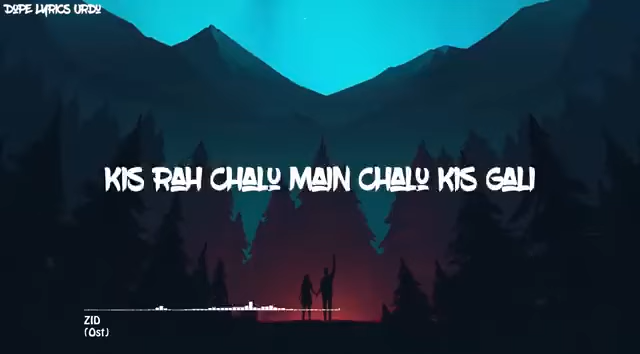 DOPE LYRICS URDU
KIS RAH CHALU MAIN CHALU KIS GALI
ZID
(Ost)